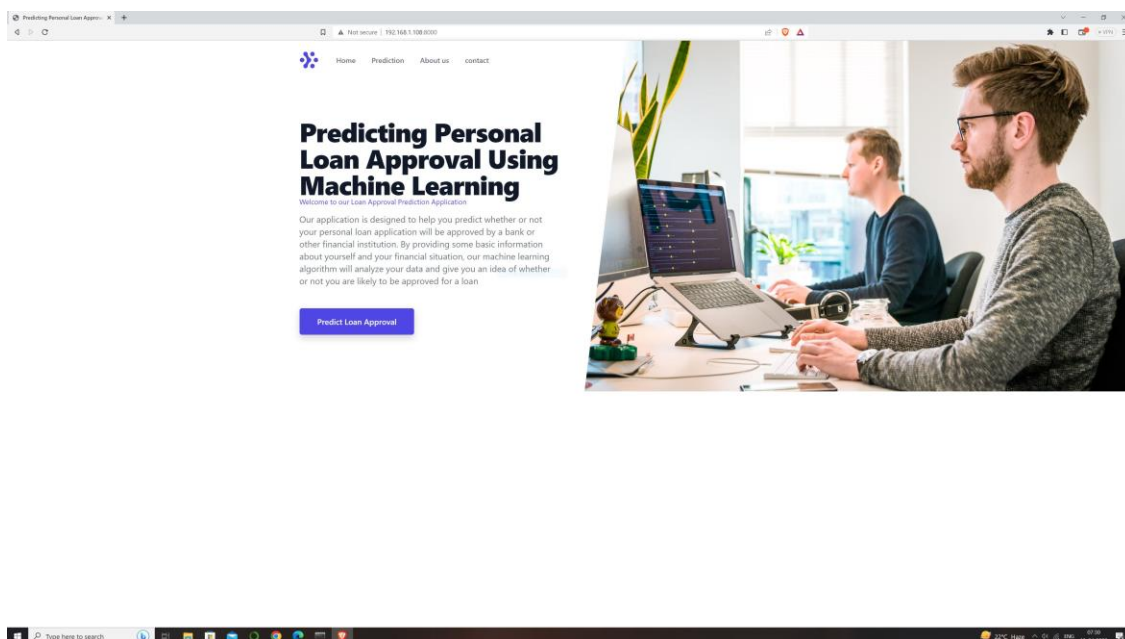 Predicting Personal Loan Approv
Not secure | 192.168.1.108:8080
VPN
Home Prediction About us contact
Predicting Personal
Loan Approval Using
Machine Learning
Welcome to our Loan Approval Prediction Application
Our application is designed to help you predict whether or not
your personal loan application will be approved by a bank or
other financial institution. By providing some basic information
about yourself and your financial situation, our machine learning
algorithm will analyze your data and give you an idea of whether
or not you are likely to be approved for a loan
Predict Loan Approval
Type here to search
22°C Haze ENG 07:39